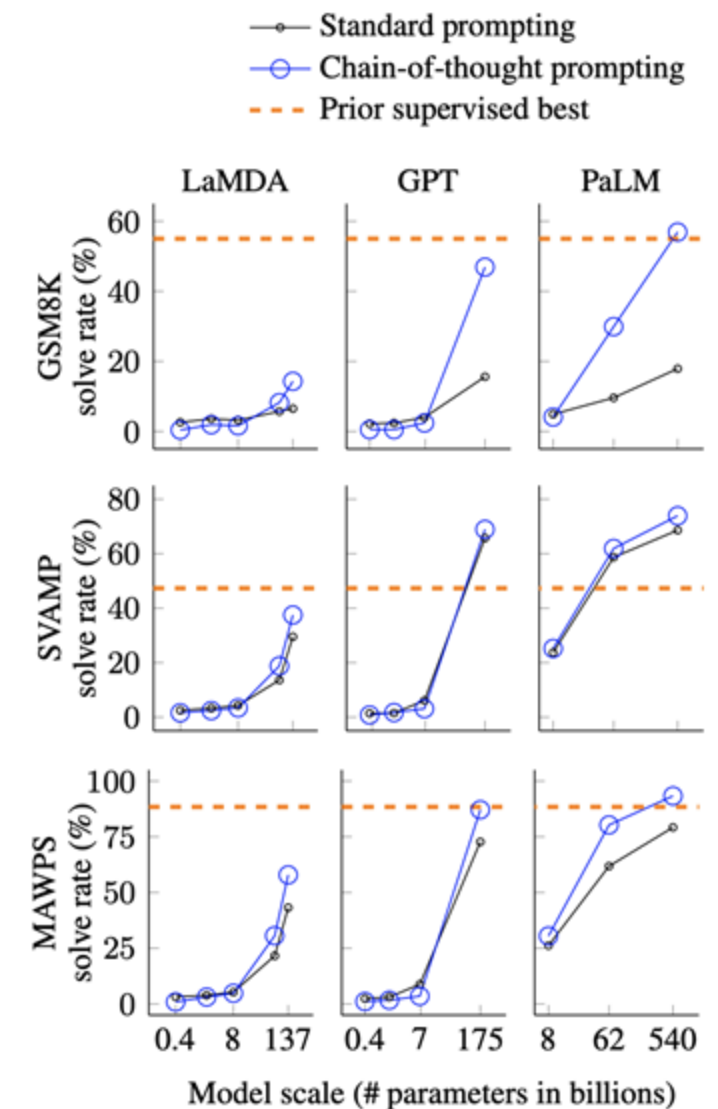 Standard prompting
Chain-of-thought prompting
Prior supervised best
LaMDA GPT PaLM
GSM8K
solve rate (%)
60
40
20
0
SVAMP
solve rate (%)
80
60
40
20
0
MAWPS
solve rate (%)
100
75
50
25
0
0.4 8 137 0.4 7 175 8 62 540
Model scale (# parameters in billions)